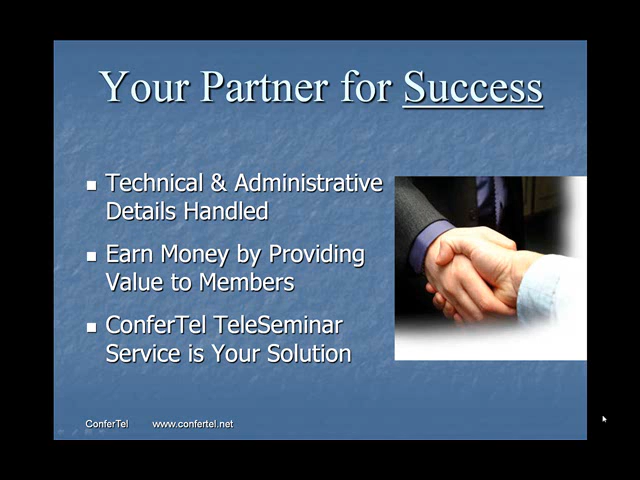 Your Partner for Success
Technical & Administrative
Details Handled
Earn Money by Providing
Value to Members
ConferTel TeleSeminar
Service is Your Solution
ConferTel www.confertel.net